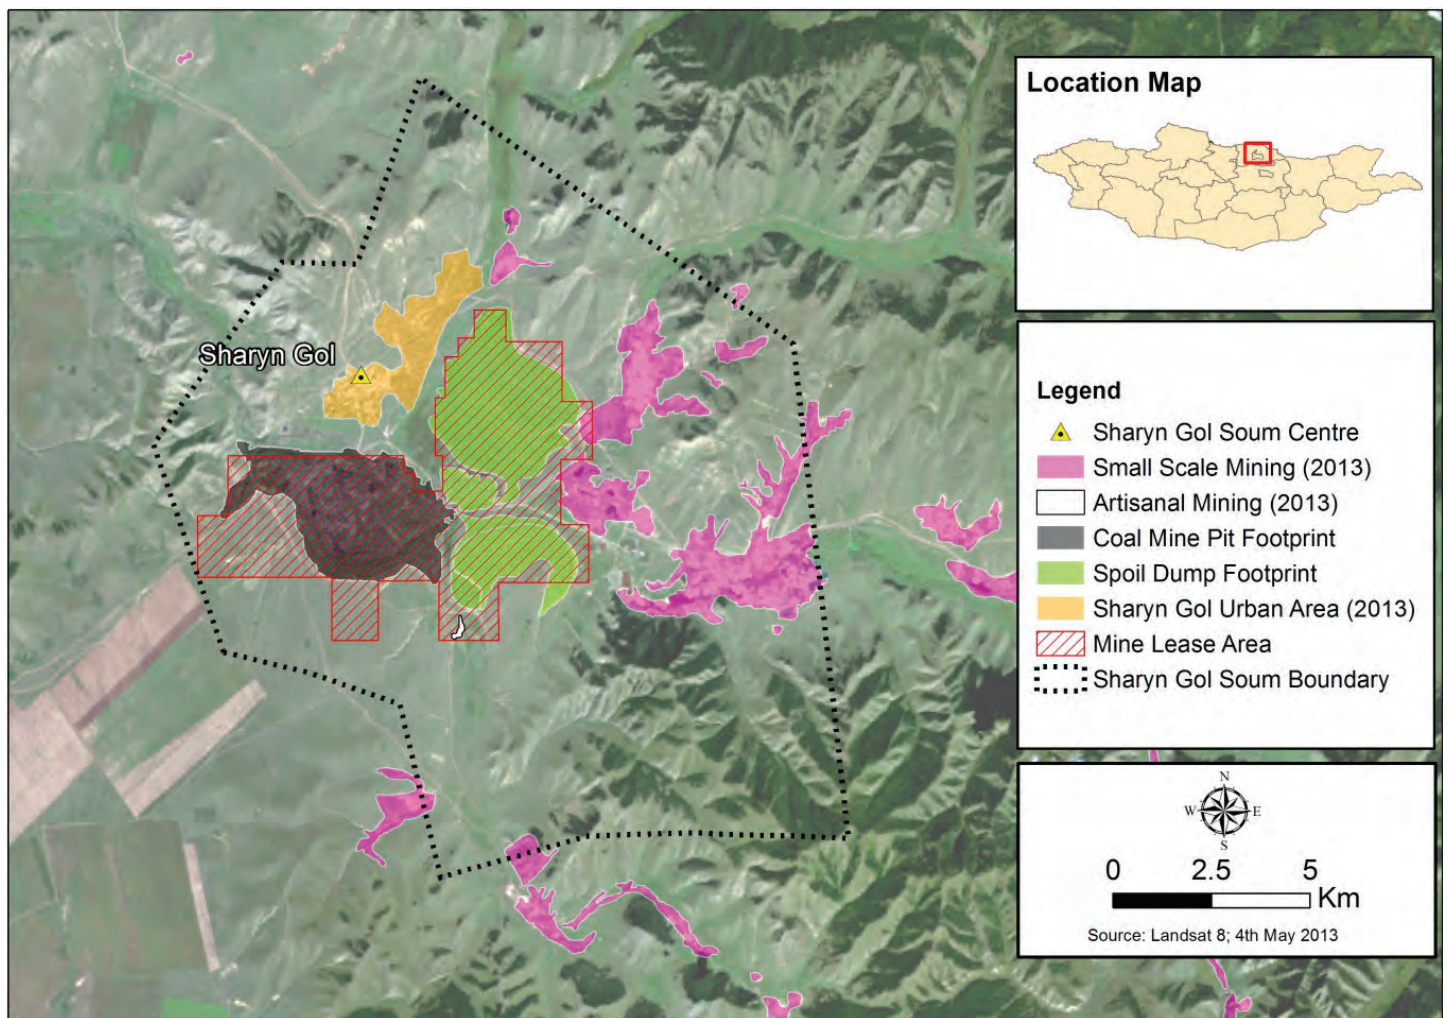 Location Map
Sharyn Gol
Legend
Sharyn Gol Soum Centre
Small Scale Mining (2013)
Artisanal Mining (2013)
Coal Mine Pit Footprint
Spoil Dump Footprint
Sharyn Gol Urban Area (2013)
Mine Lease Area
Sharyn Gol Soum Boundary
N
W E
S
0 2.5 5
Km
Source: Landsat 8; 4th May 2013